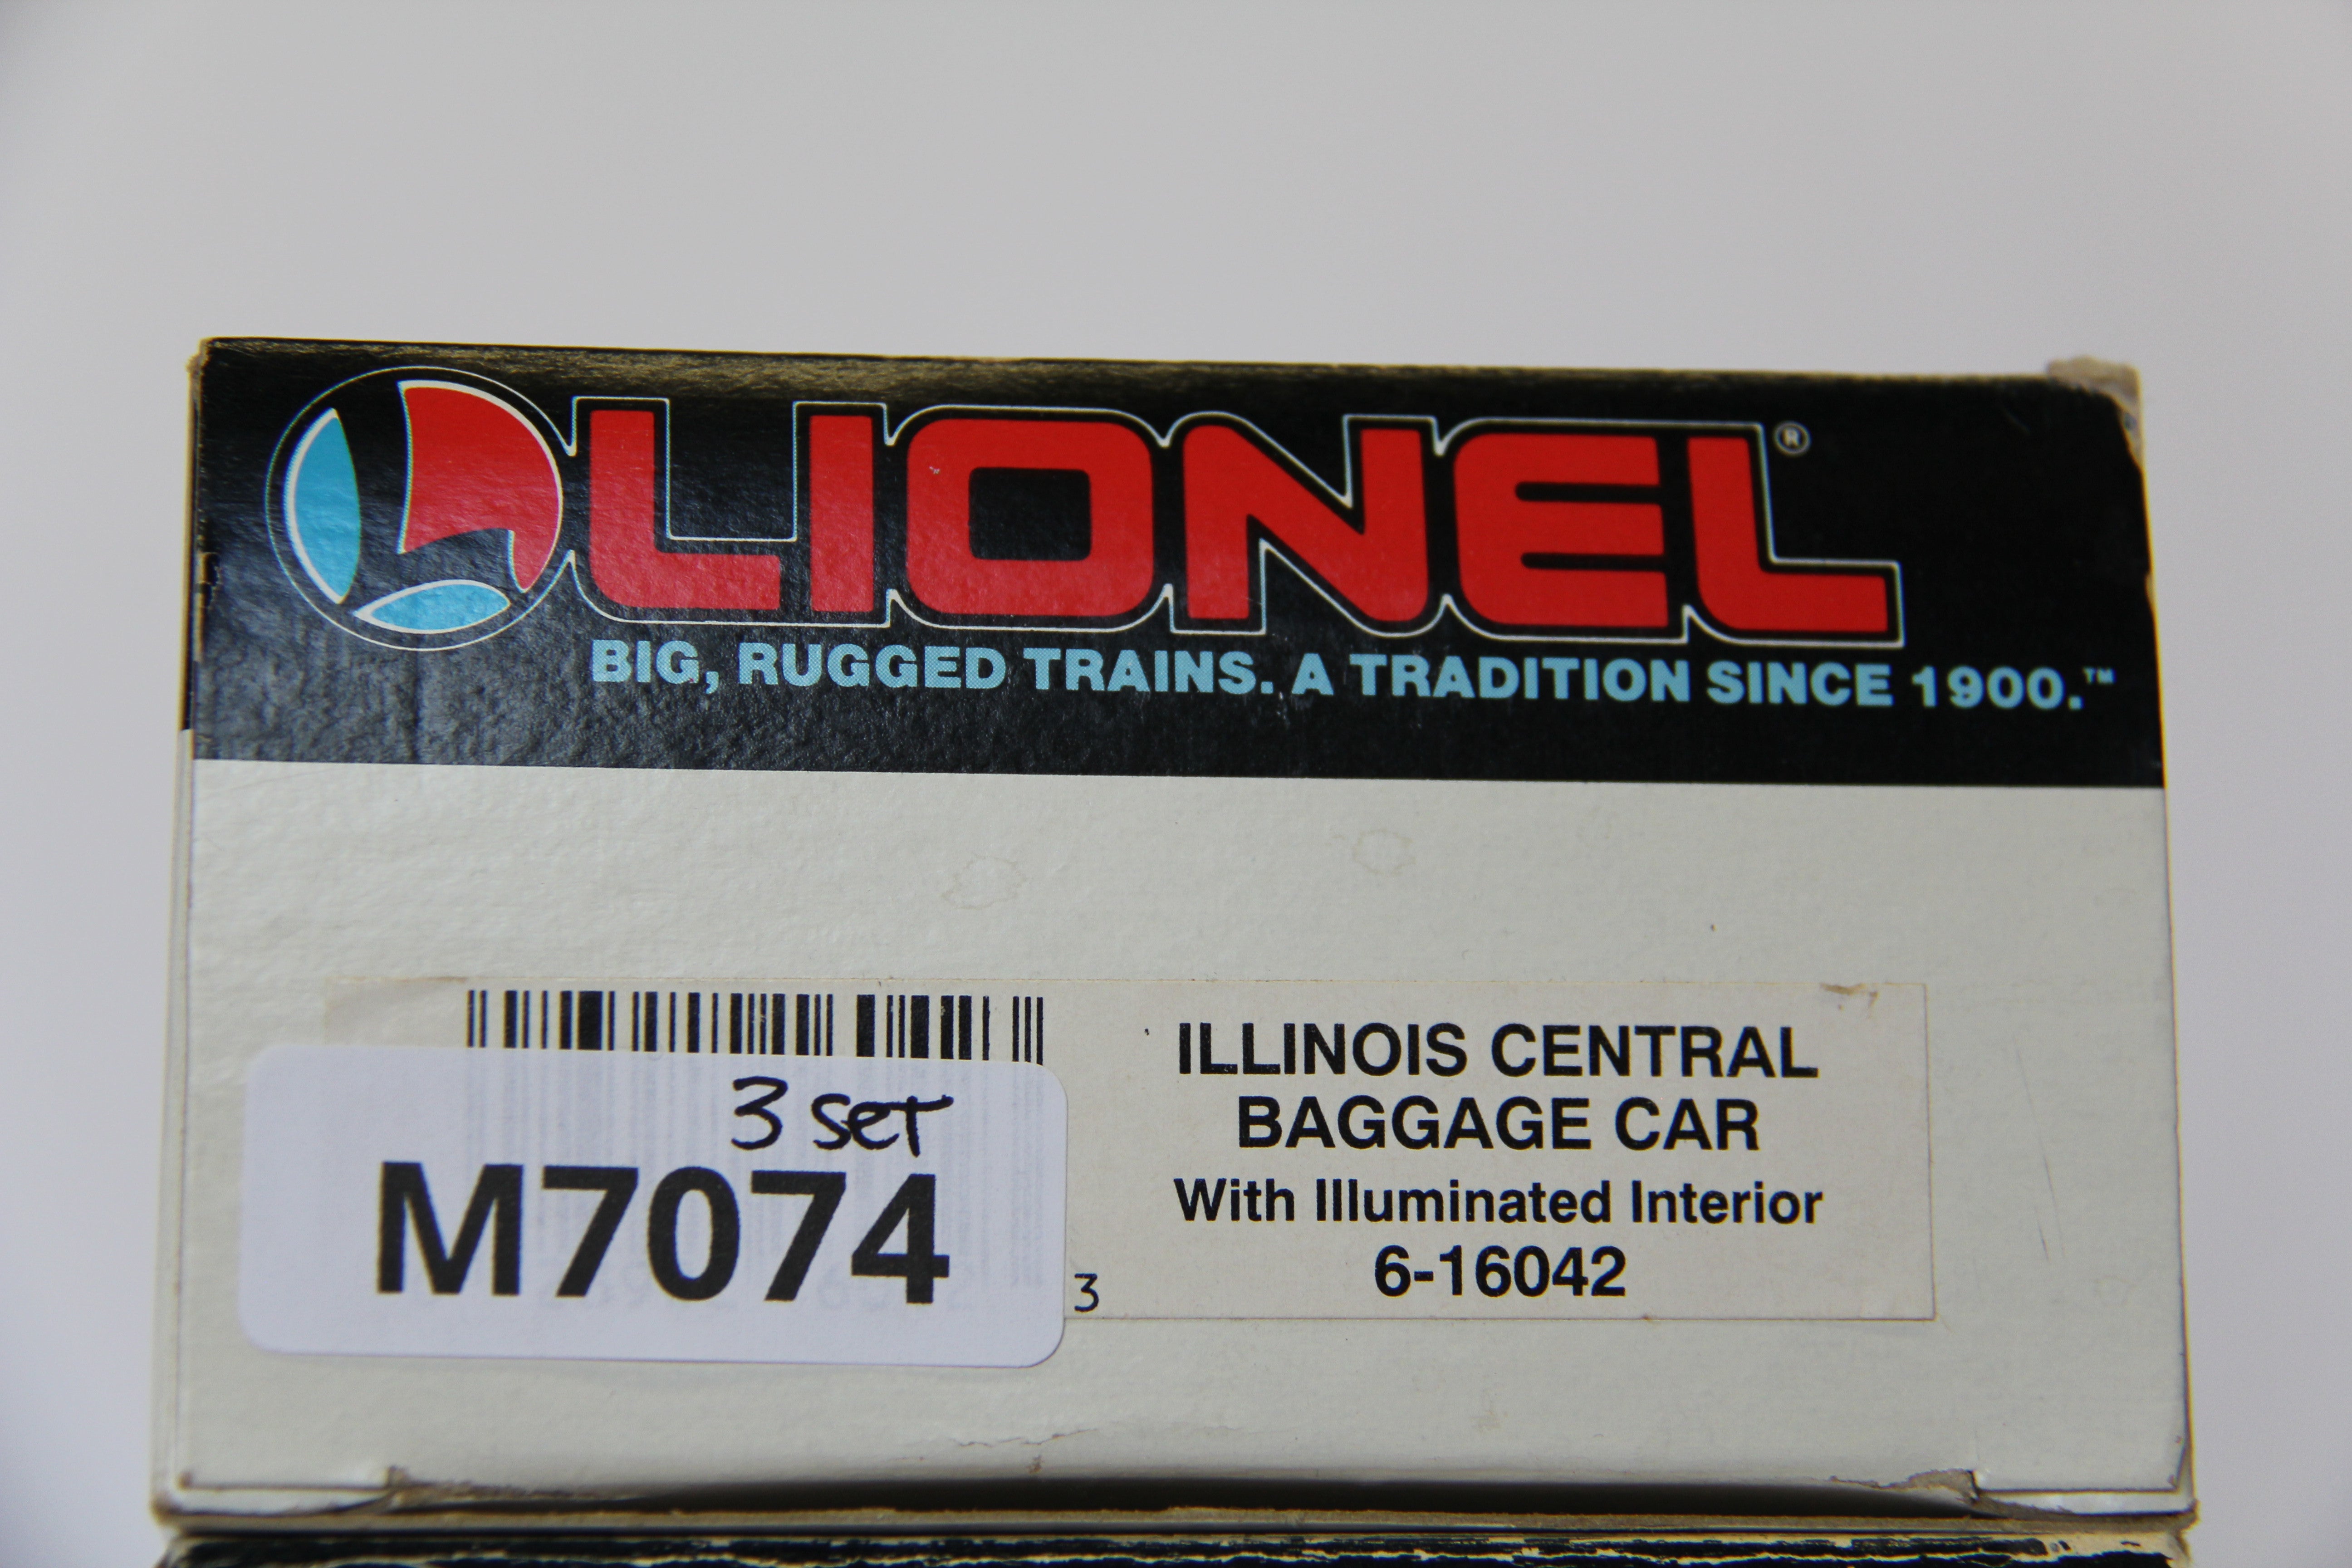 LIONEL®
BIG, RUGGED TRAINS. A TRADITION SINCE 1900.™
3 SET
M7074
3
ILLINOIS CENTRAL
BAGGAGE CAR
With Illuminated Interior
6-16042